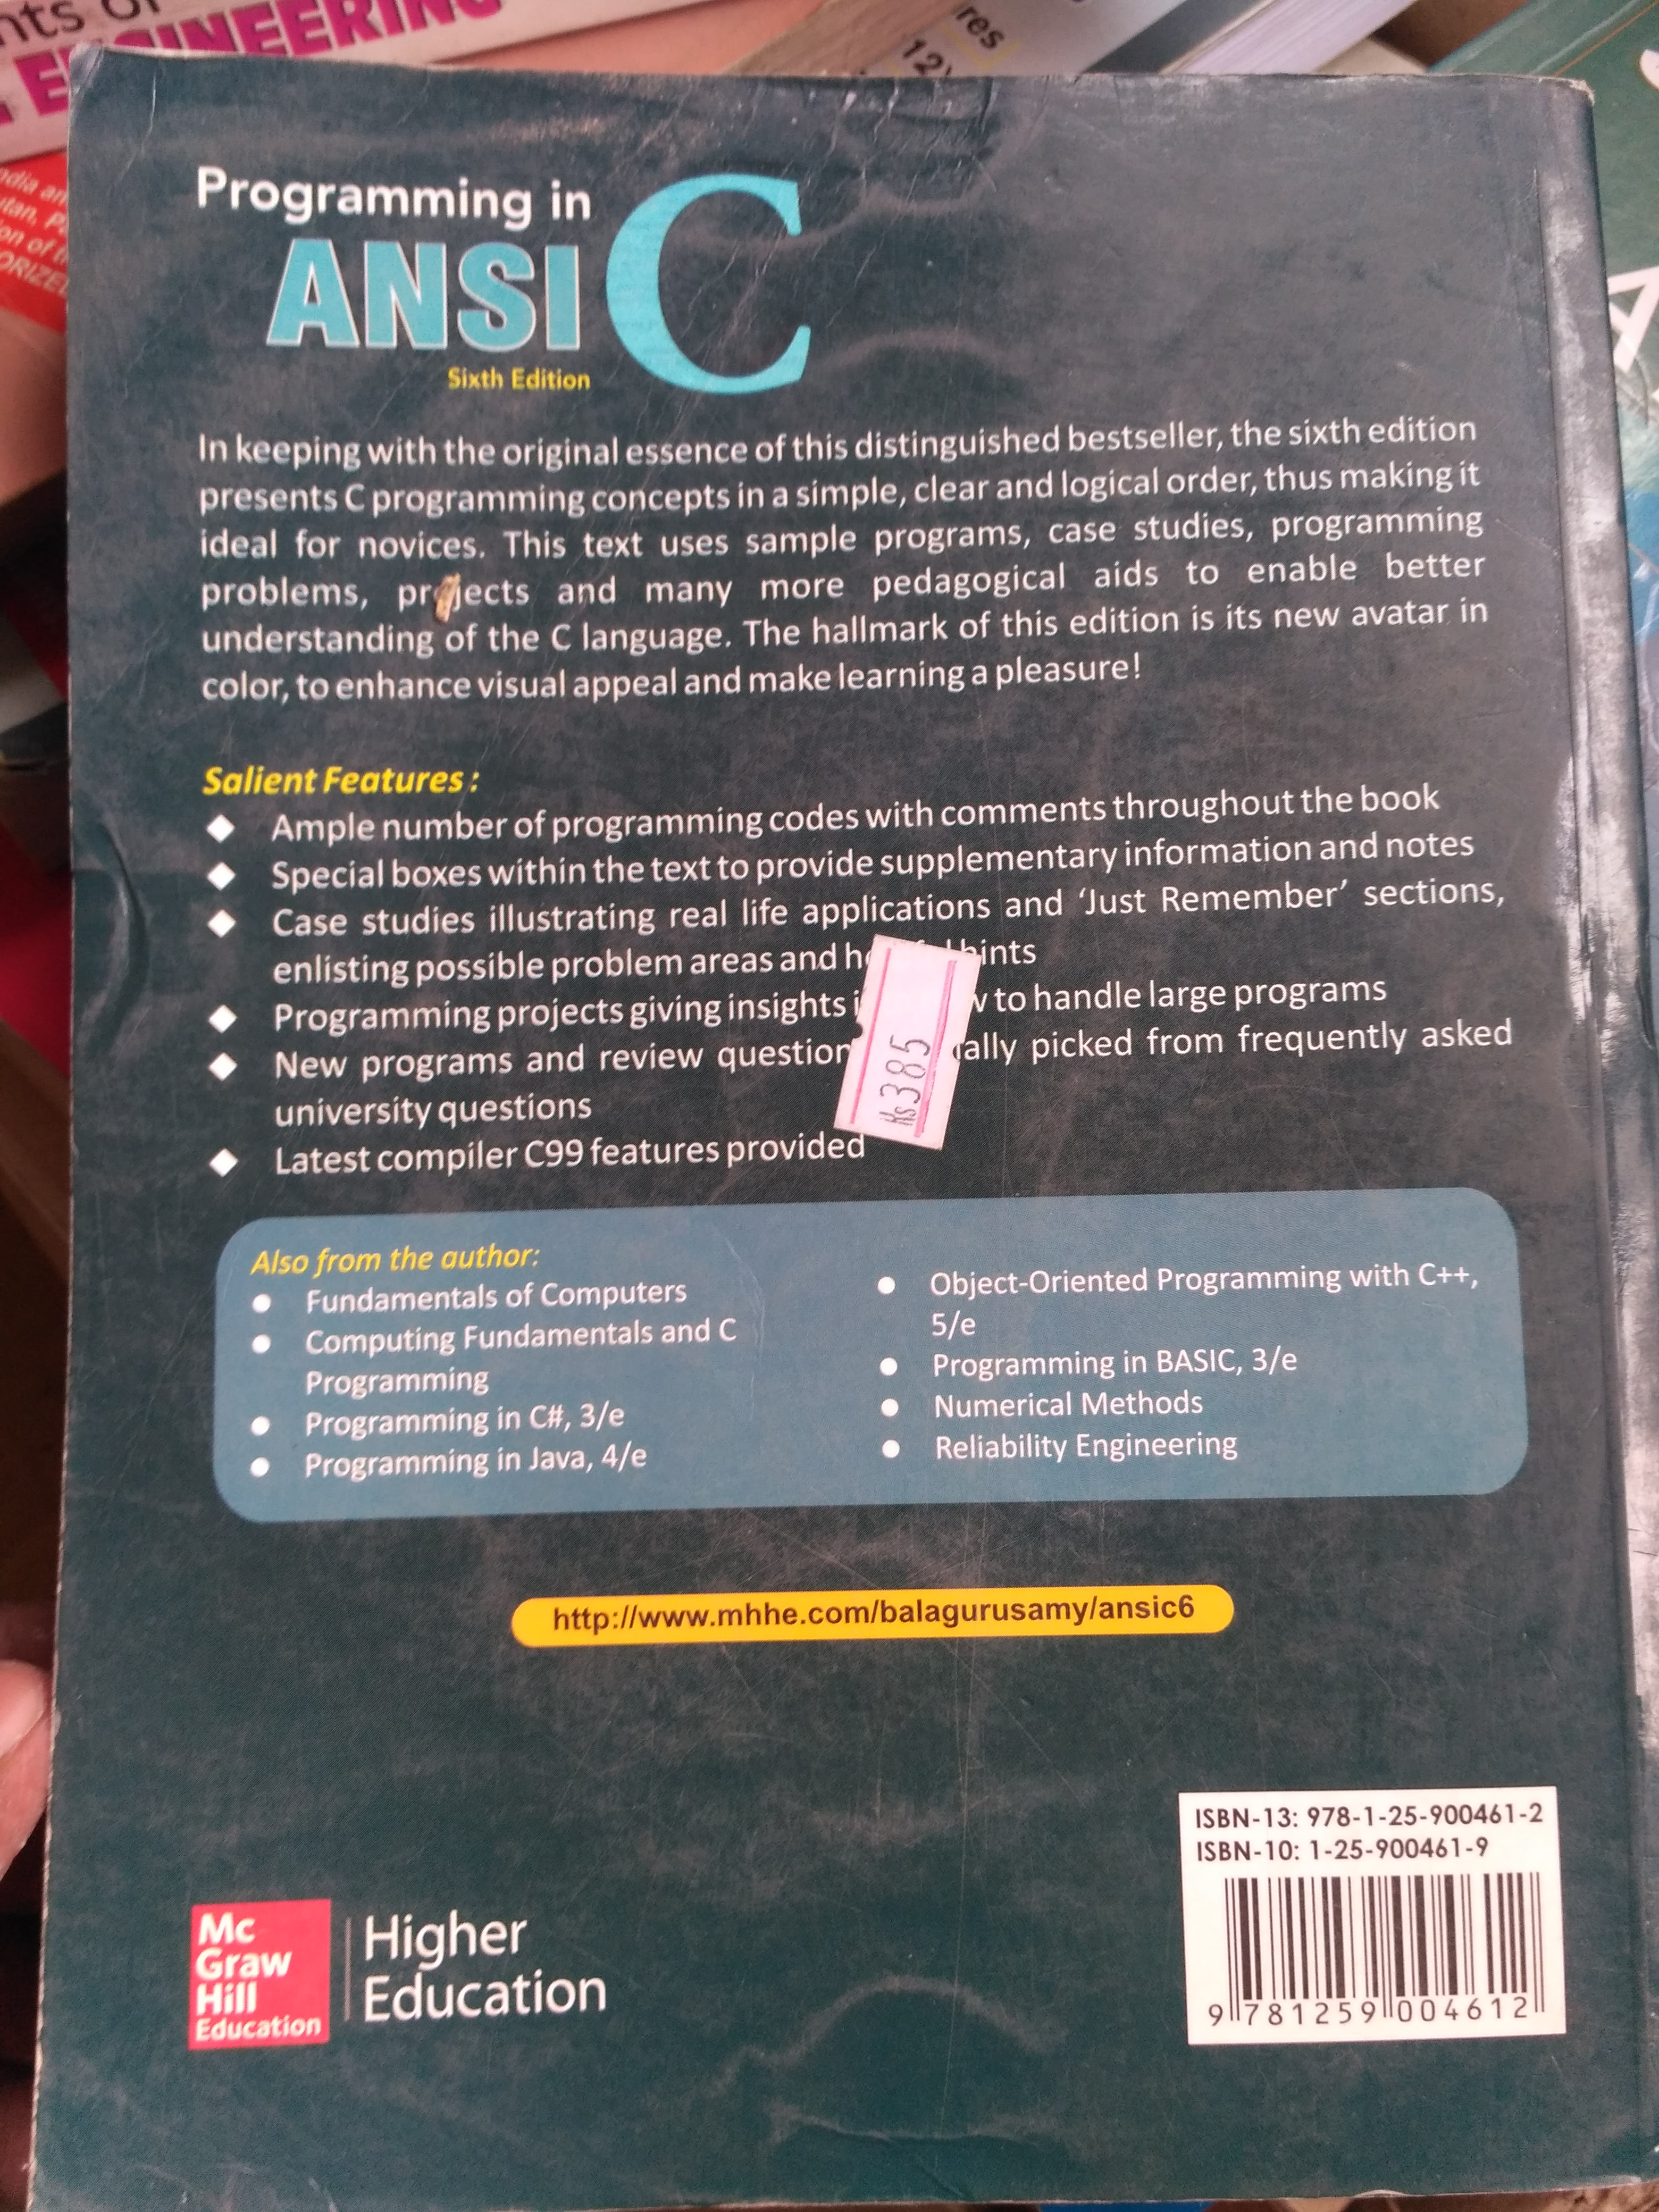 nts of
ENGINEERING
res
12)
Programming in
ANSI C
Sixth Edition
In keeping with the original essence of this distinguished bestseller, the sixth edition
presents C programming concepts in a simple, clear and logical order, thus making it
ideal for novices. This text uses sample programs, case studies, programming
problems, projects and many more pedagogical aids to enable better
understanding of the C language. The hallmark of this edition is its new avatar in
color, to enhance visual appeal and make learning a pleasure!
Salient Features :
Ample number of programming codes with comments throughout the book
Special boxes within the text to provide supplementary information and notes
Case studies illustrating real life applications and ‘Just Remember’ sections,
enlisting possible problem areas and hints
Programming projects giving insights to handle large programs
New programs and review question ally picked from frequently asked
university questions
Latest compiler C99 features provided
Rs 385
Also from the author:
Fundamentals of Computers
Computing Fundamentals and C
Programming
Programming in C#, 3/e
Programming in Java, 4/e
Object-Oriented Programming with C++,
5/e
Programming in BASIC, 3/e
Numerical Methods
Reliability Engineering
http://www.mhhe.com/balagurusamy/ansic6
ISBN-13: 978-1-25-900461-2
ISBN-10: 1-25-900461-9
9 781259 004612
Mc
Graw
Hill
Education
Higher
Education